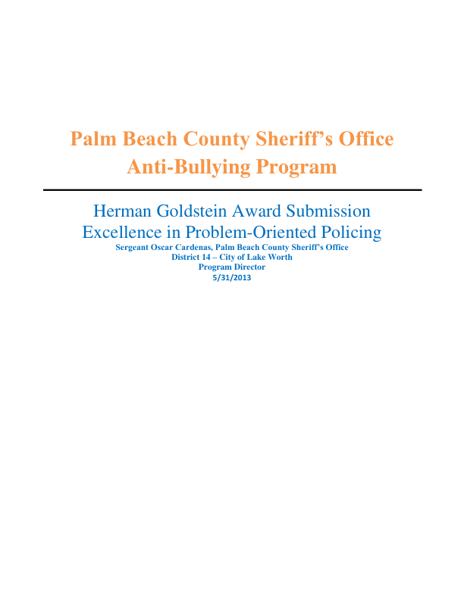 Palm Beach County Sheriff’s Office
Anti-Bullying Program
Herman Goldstein Award Submission
Excellence in Problem-Oriented Policing
Sergeant Oscar Cardenas, Palm Beach County Sheriff’s Office
District 14 – City of Lake Worth
Program Director
5/31/2013